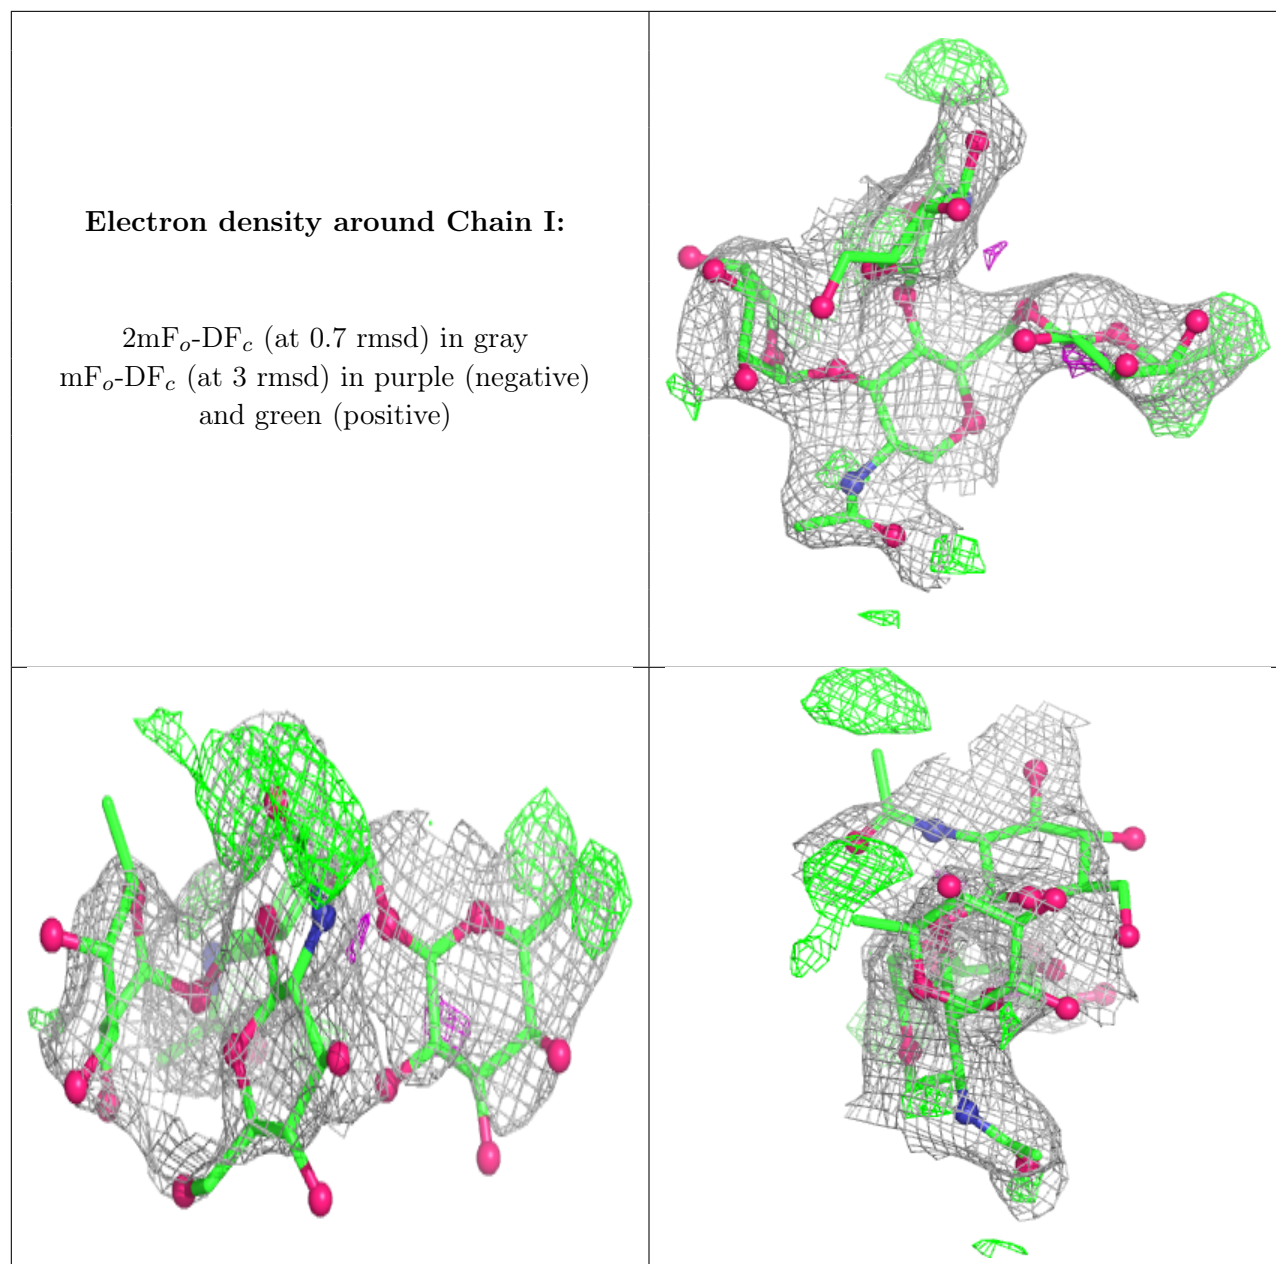 Electron density around Chain I:
2mFₒ-DF𝒸 (at 0.7 rmsd) in gray
mFₒ-DF𝒸 (at 3 rmsd) in purple (negative)
and green (positive)